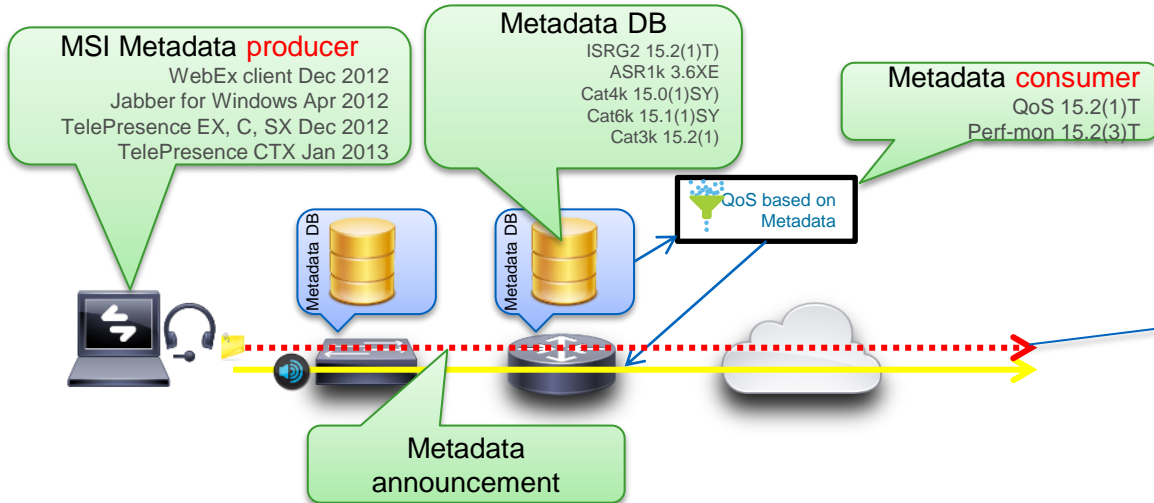 MSI Metadata producer
WebEx client Dec 2012
Jabber for Windows Apr 2012
TelePresence EX, C, SX Dec 2012
TelePresence CTX Jan 2013
Metadata DB
ISRG2 15.2(1)T)
ASR1k 3.6XE
Cat4k 15.0(1)SY)
Cat6k 15.1(1)SY
Cat3k 15.2(1)
Metadata consumer
QoS 15.2(1)T
Perf-mon 15.2(3)T
QoS based on
Metadata
Metadata DB
Metadata DB
Metadata
announcement